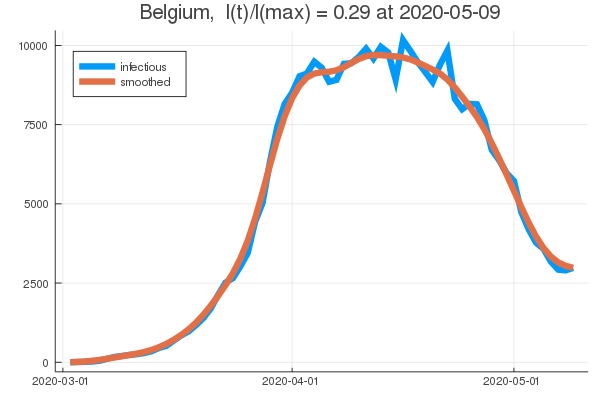 Belgium, I(t)/I(max) = 0.29 at 2020-05-09
10000
infectious
smoothed
7500
5000
2500
0
2020-03-01
2020-04-01
2020-05-01